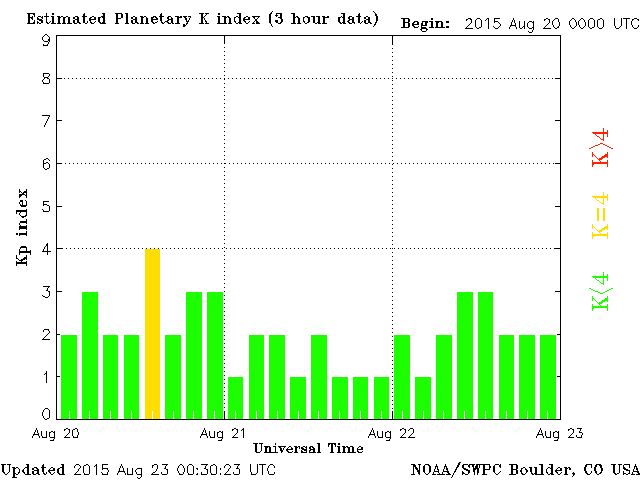 Estimated Planetary K index (3 hour data) Begin: 2015 Aug 20 0000 UTC
9
8
7
6
5
4
3
2
1
0
Kp index
K>4
K=4
K<4
Aug 20 Aug 21 Aug 22 Aug 23
Universal Time
Updated 2015 Aug 23 00:30:23 UTC NOAA/SWPC Boulder, CO USA